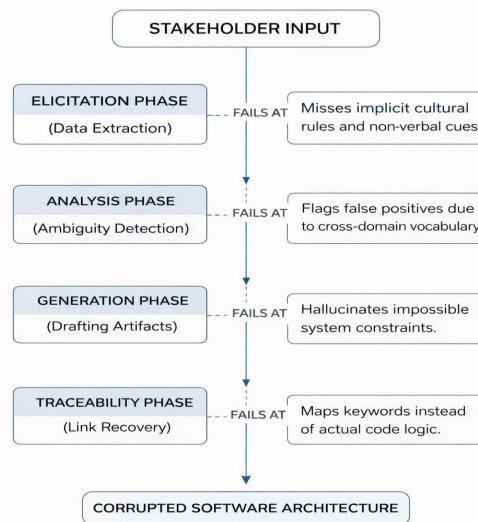 STAKEHOLDER INPUT
ELICITATION PHASE
(Data Extraction)
FAILS AT
Misses implicit cultural
rules and non-verbal cues
ANALYSIS PHASE
(Ambiguity Detection)
FAILS AT
Flags false positives due
to cross-domain vocabulary
GENERATION PHASE
(Drafting Artifacts)
FAILS AT
Hallucinates impossible
system constraints.
TRACEABILITY PHASE
(Link Recovery)
FAILS AT
Maps keywords instead
of actual code logic.
CORRUPTED SOFTWARE ARCHITECTURE